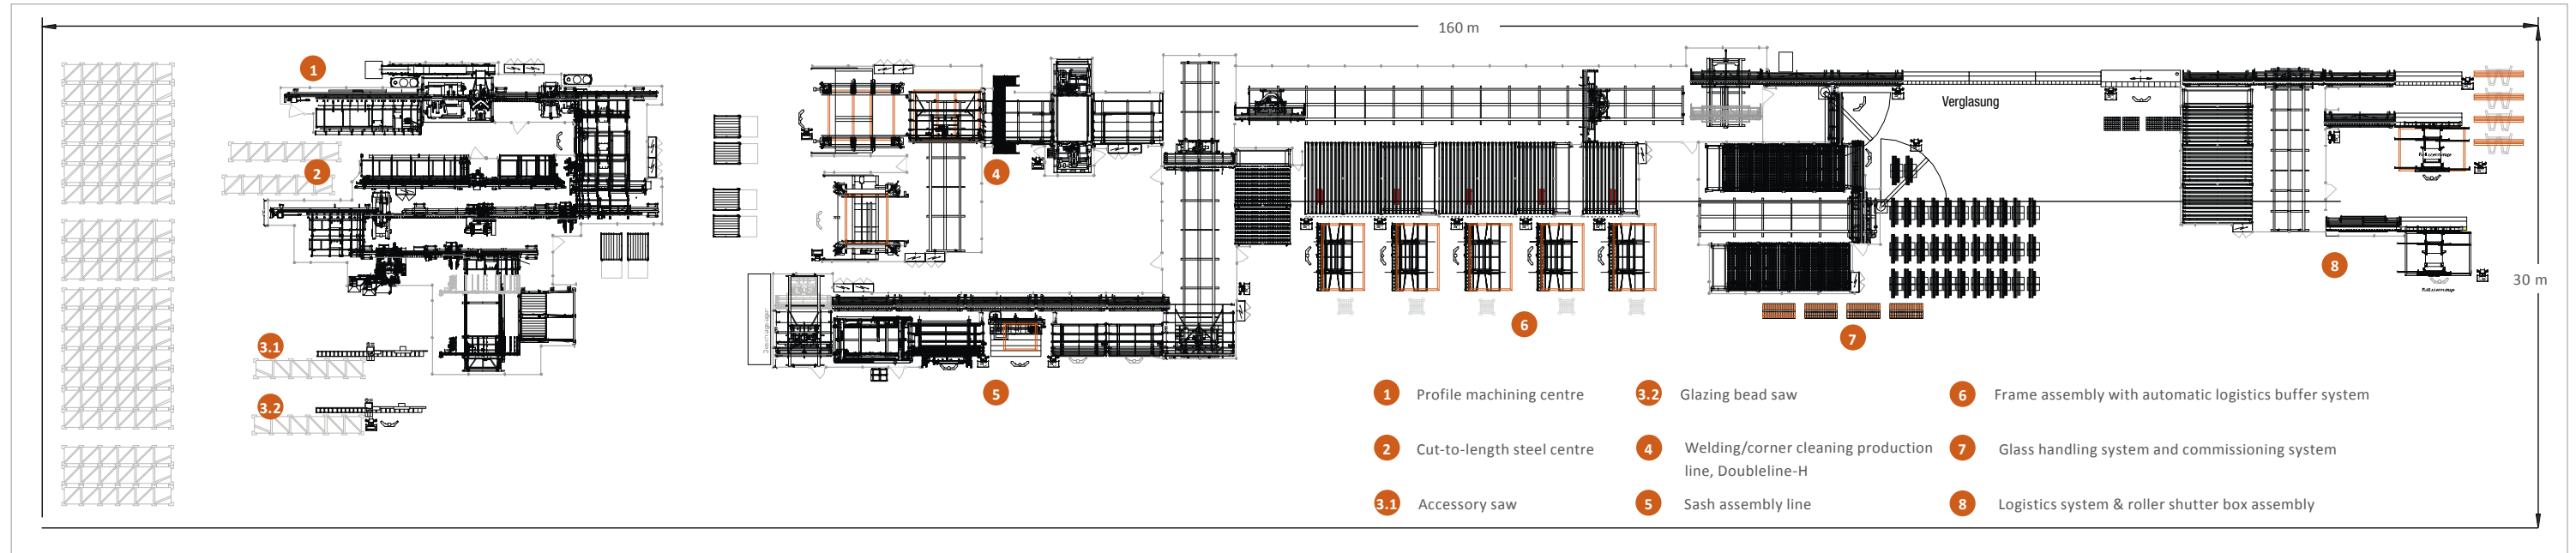 160 m
1
Verglasung
2
4
8
30 m
3.1
6
7
3.2
5
1 Profile machining centre
3.2 Glazing bead saw
6 Frame assembly with automatic logistics buffer system
2 Cut-to-length steel centre
4 Welding/corner cleaning production
line, Doubleline-H
7 Glass handling system and commissioning system
3.1 Accessory saw
5 Sash assembly line
8 Logistics system & roller shutter box assembly